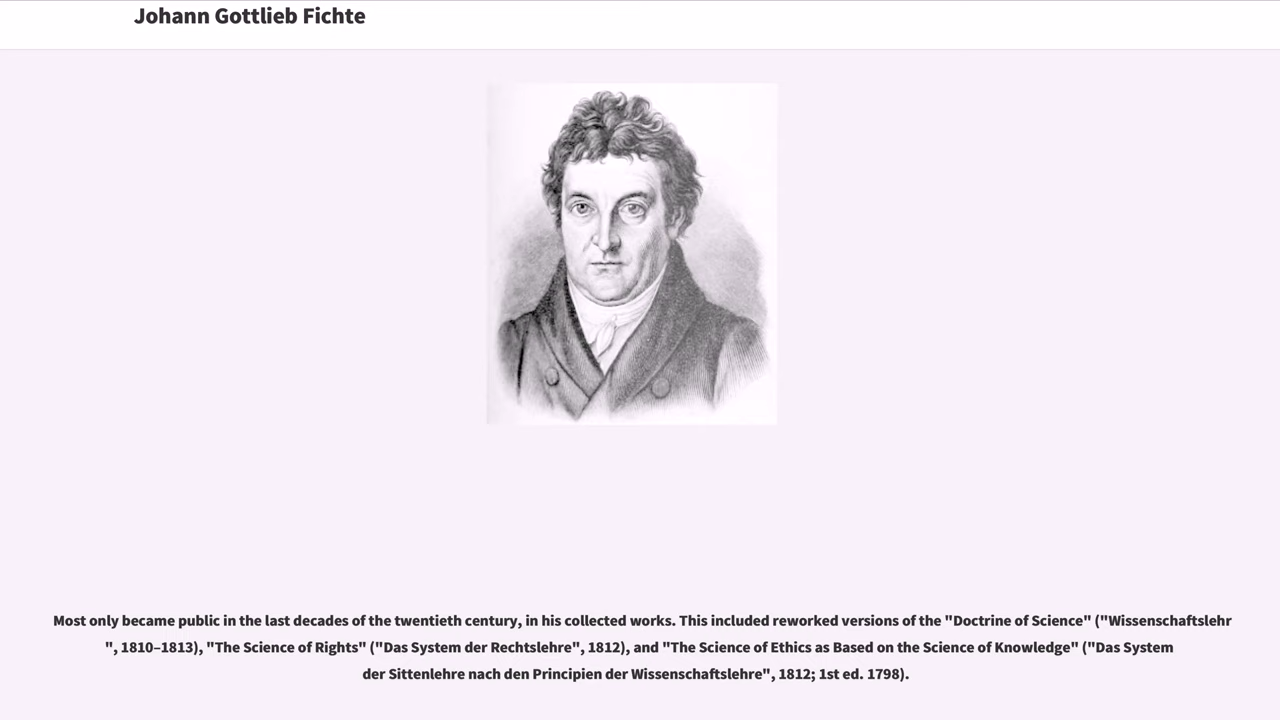 Johann Gottlieb Fichte
Most only became public in the last decades of the twentieth century, in his collected works. This included reworked versions of the "Doctrine of Science" ("Wissenschaftslehr
", 1810–1813), "The Science of Rights" ("Das System der Rechtslehre", 1812), and "The Science of Ethics as Based on the Science of Knowledge" ("Das System
der Sittenlehre nach den Principien der Wissenschaftslehre", 1812; 1st ed. 1798).